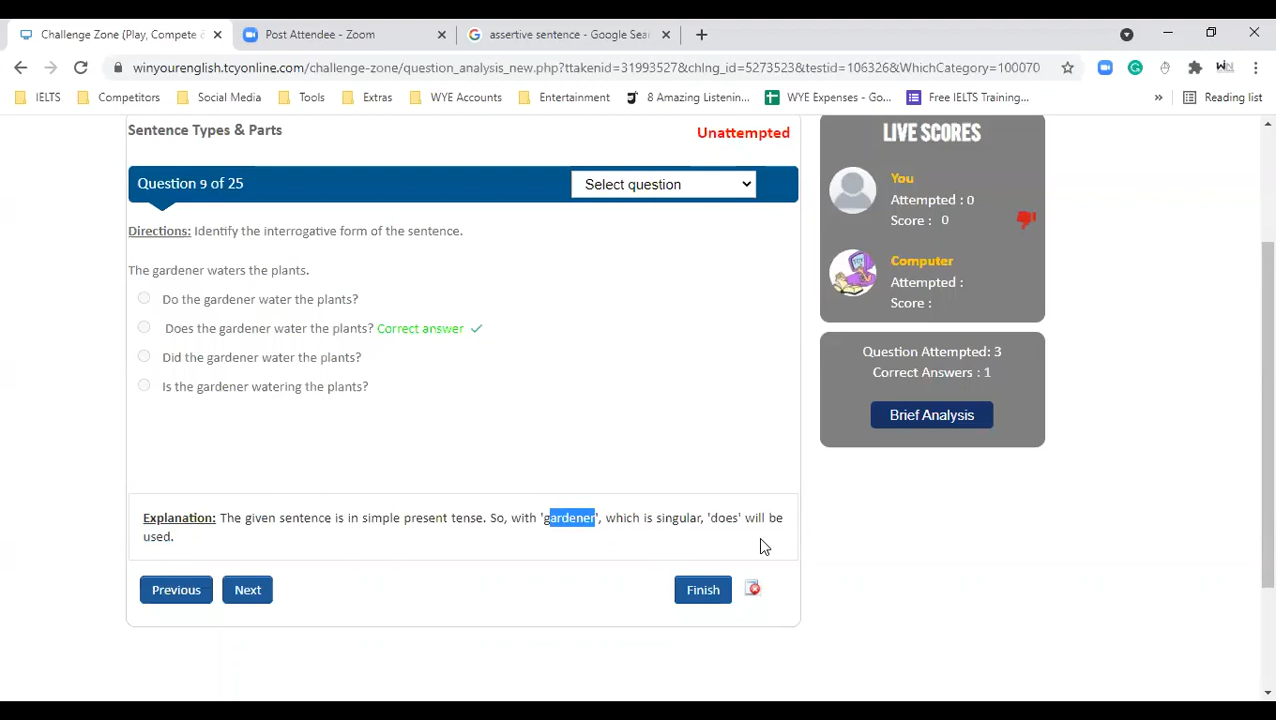 Challenge Zone (Play, Compete &
Post Attendee - Zoom
assertive sentence - Google Sea
winyourenglish.tcyonline.com/challenge-zone/question_analysis_new.php?ttakenid=31993527&chlng_id=5273523&testid=106326&WhichCategory=100070
IELTS
Competitors
Social Media
Tools
Extras
WYE Accounts
Entertainment
8 Amazing Listenin...
WYE Expenses - Go...
Free IELTS Training...
»
Reading list
Sentence Types & Parts
Unattempted
Question 9 of 25
Select question
Directions: Identify the interrogative form of the sentence.
The gardener waters the plants.
Do the gardener water the plants?
Does the gardener water the plants? Correct answer ✓
Did the gardener water the plants?
Is the gardener watering the plants?
Explanation: The given sentence is in simple present tense. So, with 'gardener', which is singular, 'does' will be
used.
Previous
Next
Finish
LIVE SCORES
You
Attempted : 0
Score : 0
Computer
Attempted :
Score :
Question Attempted: 3
Correct Answers : 1
Brief Analysis